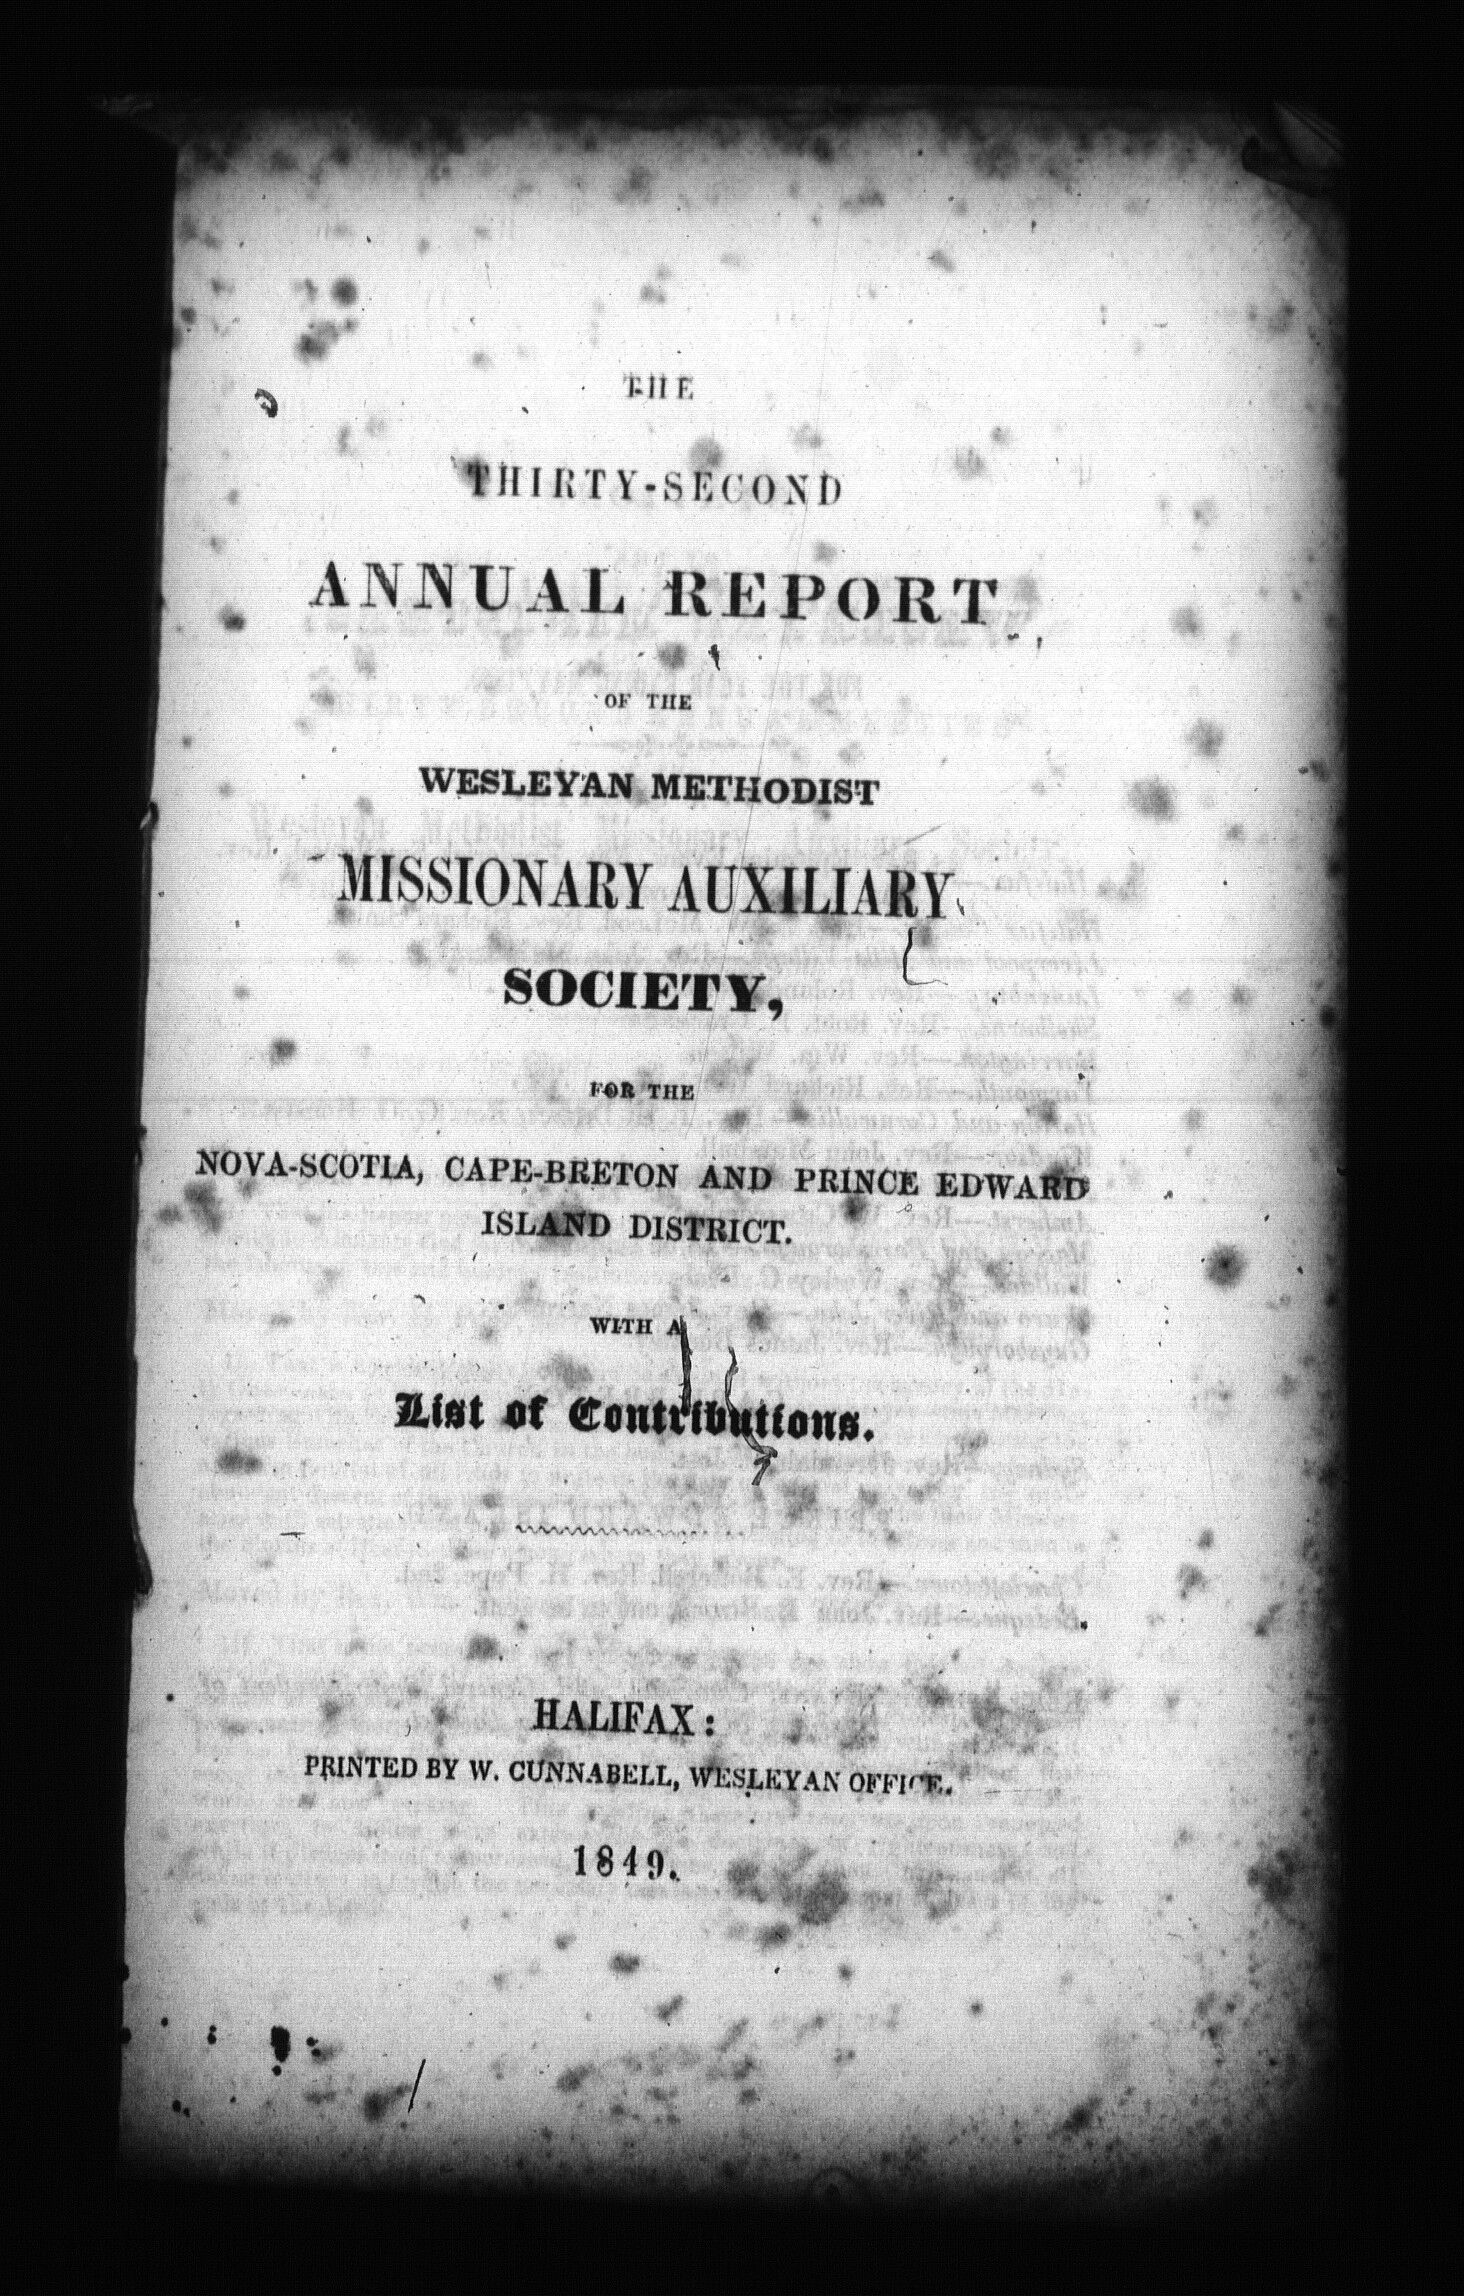 THE
THIRTY-SECOND
ANNUAL REPORT
OF THE
WESLEYAN METHODIST
MISSIONARY AUXILIARY
SOCIETY,
FOR THE
NOVA-SCOTIA, CAPE-BRETON AND PRINCE EDWARD
ISLAND DISTRICT.
WITH A
List of Contributions.
HALIFAX:
PRINTED BY W. CUNNABELL, WESLEYAN OFFICE.
1849.